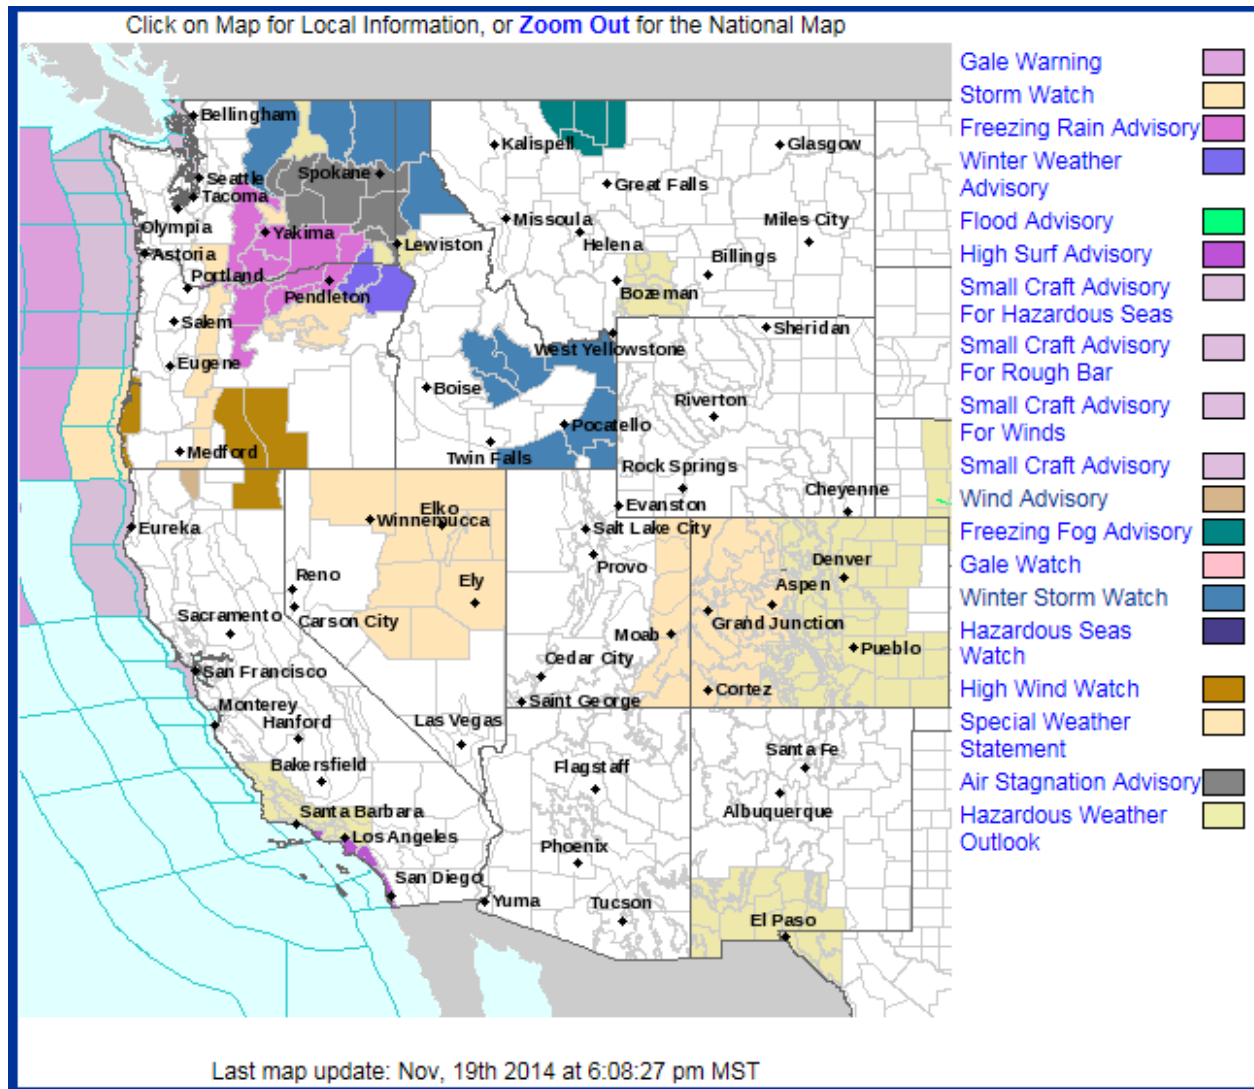 Click on Map for Local Information, or Zoom Out for the National Map
Gale Warning
Storm Watch
Freezing Rain Advisory
Winter Weather
Advisory
Flood Advisory
High Surf Advisory
Small Craft Advisory
For Hazardous Seas
Small Craft Advisory
For Rough Bar
Small Craft Advisory
For Winds
Small Craft Advisory
Wind Advisory
Freezing Fog Advisory
Gale Watch
Winter Storm Watch
Hazardous Seas
Watch
High Wind Watch
Special Weather
Statement
Air Stagnation Advisory
Hazardous Weather
Outlook
Bellingham
Kalispell
Glasgow
Seattle
Spokane
Great Falls
Tacoma
Olympia
Yakima
Missoula
Miles City
Astoria
Lewiston
Helena
Billings
Portland
Pendleton
Bozeman
Salem
Sheridan
Eugene
West Yellowstone
Boise
Riverton
Pocatello
Medford
Twin Falls
Rock Springs
Cheyenne
Elko
Winnemucca
Evanston
Eureka
Salt Lake City
Reno
Provo
Denver
Ely
Aspen
Sacramento
Carson City
Moab
Grand Junction
San Francisco
Cedar City
Pueblo
Saint George
Cortez
Monterey
Hanford
Las Vegas
Bakersfield
Flagstaff
Santa Fe
Santa Barbara
Albuquerque
Los Angeles
Phoenix
San Diego
Yuma
Tucson
El Paso
Last map update: Nov, 19th 2014 at 6:08:27 pm MST